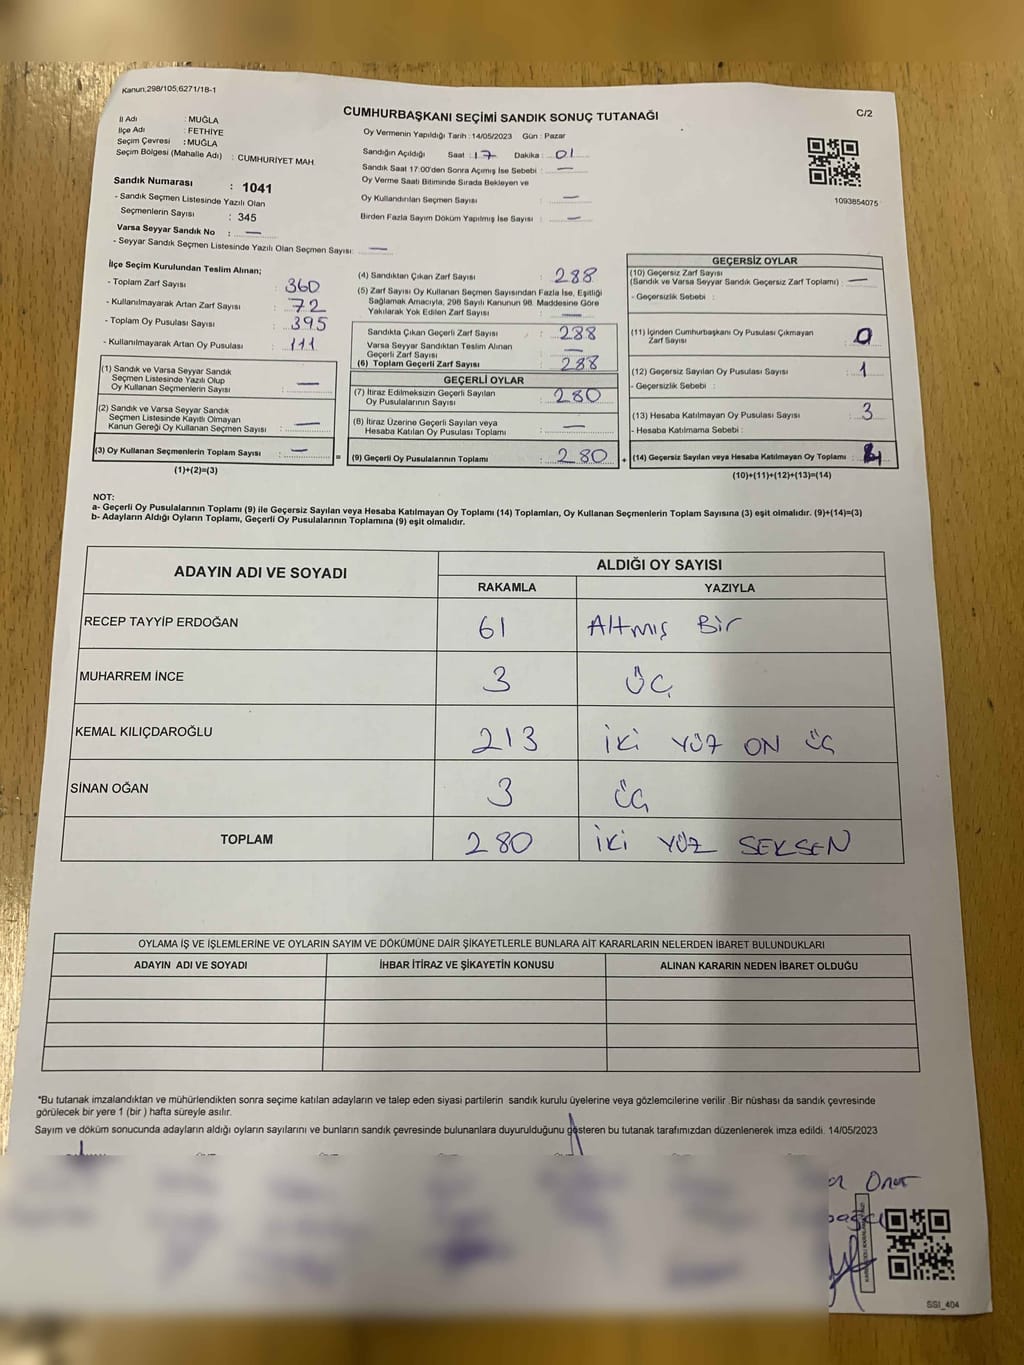 Kanun,298/105,6271/18-1
CUMHURBAŞKANI SEÇİMİ SANDIK SONUÇ TUTANAĞI
C/2
İl Adı : MUĞLA
İlçe Adı : FETHİYE
Seçim Çevresi : MUĞLA
Seçim Bölgesi (Mahalle Adı) : CUMHURİYET MAH.
Sandık Numarası : 1041
- Sandık Seçmen Listesinde Yazılı Olan
Seçmenlerin Sayısı : 345
Varsa Seyyar Sandık No : —
- Seyyar Sandık Seçmen Listesinde Yazılı Olan Seçmen Sayısı: —
Oy Vermenin Yapıldığı Tarih : 14/05/2023 Gün : Pazar
Sandığın Açıldığı Saat : 17 Dakika : 01
Sandık Saat 17:00'den Sonra Açımış İse Sebebi : —
Oy Verme Saati Bitiminde Sırada Bekleyen ve
Oy Kullandırılan Seçmen Sayısı : —
Birden Fazla Sayım Döküm Yapılmış İse Sayısı : —
1093854075
İlçe Seçim Kurulundan Teslim Alınan;
- Toplam Zarf Sayısı : 360
- Kullanılmayarak Artan Zarf Sayısı : 72
- Toplam Oy Pusulası Sayısı : 395
- Kullanılmayarak Artan Oy Pusulası : 111
(1) Sandık ve Varsa Seyyar Sandık
Seçmen Listesinde Yazılı Olup
Oy Kullanan Seçmenlerin Sayısı : —
(2) Sandık ve Varsa Seyyar Sandık
Seçmen Listesinde Kayıtlı Olmayan
Kanun Gereği Oy Kullanan Seçmen Sayısı : —
(3) Oy Kullanan Seçmenlerin Toplam Sayısı : —
(1)+(2)=(3)
(4) Sandıktan Çıkan Zarf Sayısı : 288
(5) Zarf Sayısı Oy Kullanan Seçmen Sayısından Fazla İse, Eşitliği
Sağlamak Amacıyla, 298 Sayılı Kanunun 98. Maddesine Göre
Yakılarak Yok Edilen Zarf Sayısı : —
Sandıkta Çıkan Geçerli Zarf Sayısı : 288
Varsa Seyyar Sandıktan Teslim Alınan
Geçerli Zarf Sayısı : —
(6) Toplam Geçerli Zarf Sayısı : 288
GEÇERLİ OYLAR
(7) İtiraz Edilmeksizin Geçerli Sayılan
Oy Pusulalarının Sayısı : 280
(8) İtiraz Üzerine Geçerli Sayılan veya
Hesaba Katılan Oy Pusulası Toplamı : —
= (9) Geçerli Oy Pusulalarının Toplamı : 280 +
GEÇERSİZ OYLAR
(10) Geçersiz Zarf Sayısı
(Sandık ve Varsa Seyyar Sandık Geçersiz Zarf Toplamı) : —
- Geçersizlik Sebebi :
(11) İçinden Cumhurbaşkanı Oy Pusulası Çıkmayan
Zarf Sayısı : 0
(12) Geçersiz Sayılan Oy Pusulası Sayısı : 1
- Geçersizlik Sebebi :
(13) Hesaba Katılmayan Oy Pusulası Sayısı : 3
- Hesaba Katılmama Sebebi :
(14) Geçersiz Sayılan veya Hesaba Katılmayan Oy Toplamı :
(10)+(11)+(12)+(13)=(14)
NOT:
a- Geçerli Oy Pusulalarının Toplamı (9) ile Geçersiz Sayılan veya Hesaba Katılmayan Oy Toplamı (14) Toplamları, Oy Kullanan Seçmenlerin Toplam Sayısına (3) eşit olmalıdır. (9)+(14)=(3)
b- Adayların Aldığı Oyların Toplamı, Geçerli Oy Pusulalarının Toplamına (9) eşit olmalıdır.
ADAYIN ADI VE SOYADI
ALDIĞI OY SAYISI
RAKAMLA YAZIYLA
RECEP TAYYİP ERDOĞAN 61 Altmış Bir
MUHARREM İNCE 3 üÇ
KEMAL KILIÇDAROĞLU 213 iki YÜZ ON üÇ
SİNAN OĞAN 3 üÇ
TOPLAM 280 iki YÜZ SEKSEN
OYLAMA İŞ VE İŞLEMLERİNE VE OYLARIN SAYIM VE DÖKÜMÜNE DAİR ŞİKAYETLERLE BUNLARA AİT KARARLARIN NELERDEN İBARET BULUNDUKLARI
ADAYIN ADI VE SOYADI İHBAR İTİRAZ VE ŞİKAYETİN KONUSU ALINAN KARARIN NEDEN İBARET OLDUĞU
*Bu tutanak imzalandıktan ve mühürlendikten sonra seçime katılan adayların ve talep eden siyasi partilerin sandık kurulu üyelerine veya gözlemcilerine verilir .Bir nüshası da sandık çevresinde
görülecek bir yere 1 (bir ) hafta süreyle asılır.
Sayım ve döküm sonucunda adayların aldığı oyların sayılarını ve bunların sandık çevresinde bulunanlara duyurulduğunu gösteren bu tutanak tarafımızdan düzenlenerek imza edildi. 14/05/2023
Onur
SSI_404